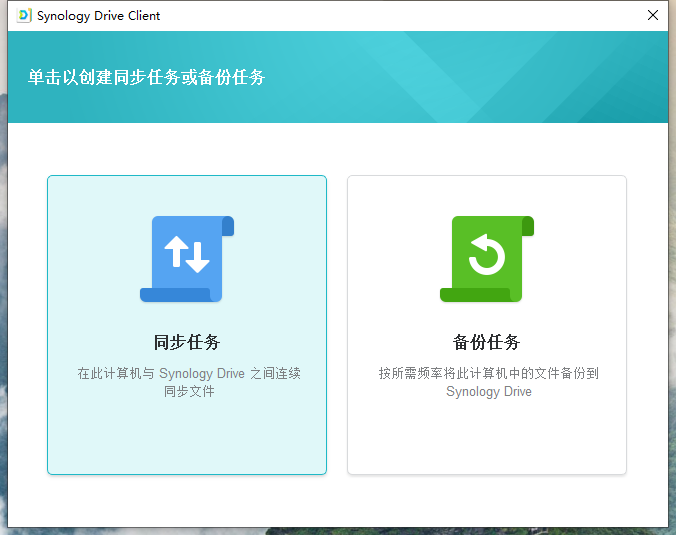 Synology Drive Client
单击以创建同步任务或备份任务
同步任务
在此计算机与 Synology Drive 之间连续
同步文件
备份任务
按所需频率将此计算机中的文件备份到
Synology Drive